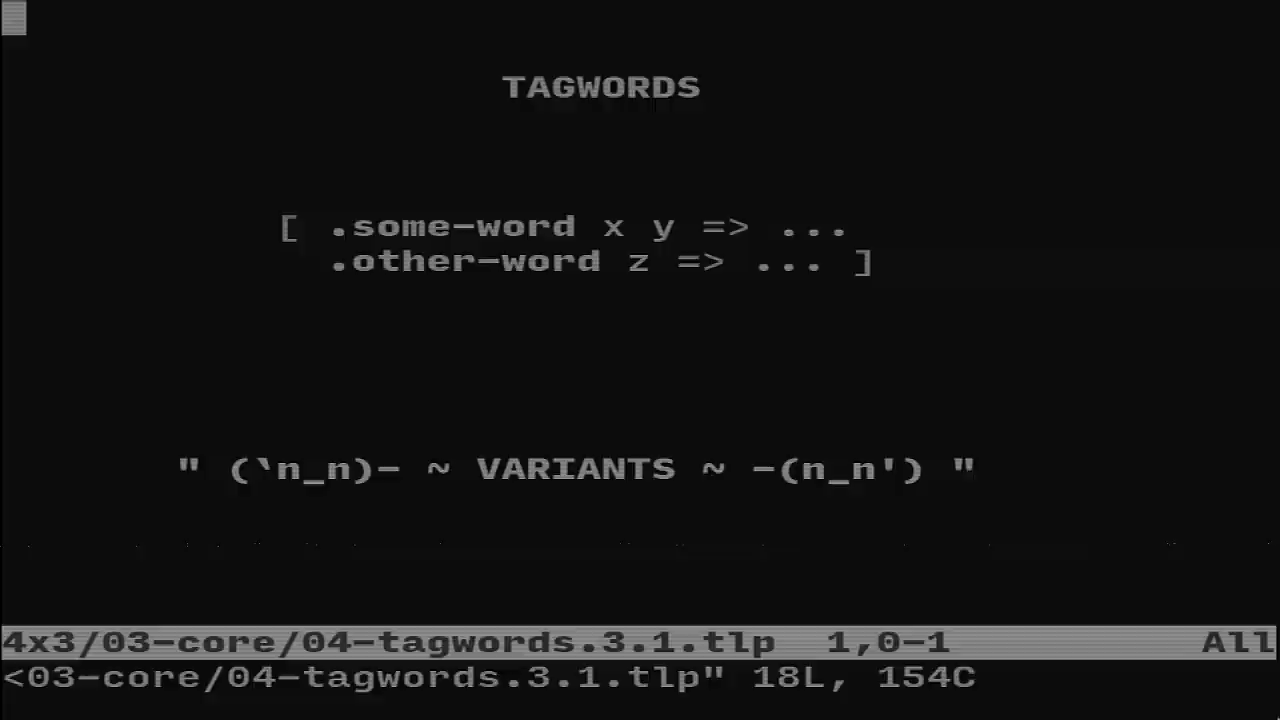 TAGWORDS
[ .some-word x y => ...
.other-word z => ... ]
" (`n_n)- ~ VARIANTS ~ -(n_n') "
4x3/03-core/04-tagwords.3.1.tlp 1,0-1 All
<03-core/04-tagwords.3.1.tlp" 18L, 154C